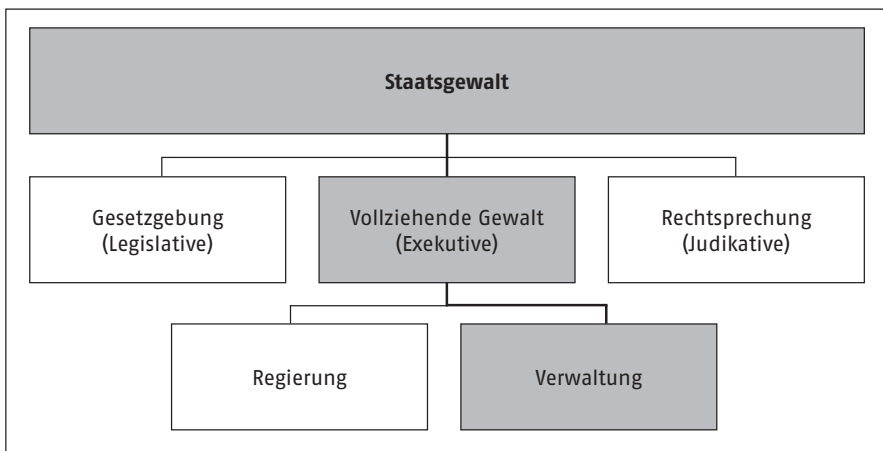 Staatsgewalt
Gesetzgebung
(Legislative)
Vollziehende Gewalt
(Exekutive)
Rechtsprechung
(Judikative)
Regierung
Verwaltung